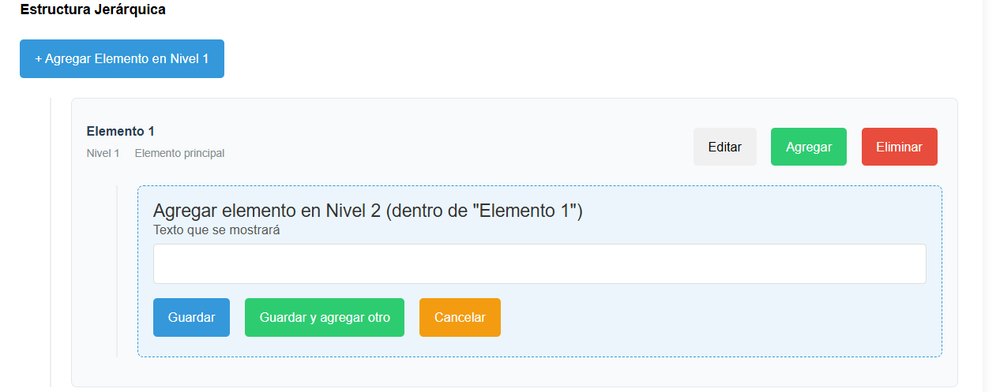 Estructura Jerárquica
+ Agregar Elemento en Nivel 1
Elemento 1
Nivel 1 Elemento principal
Editar Agregar Eliminar
Agregar elemento en Nivel 2 (dentro de "Elemento 1")
Texto que se mostrará
Guardar Guardar y agregar otro Cancelar